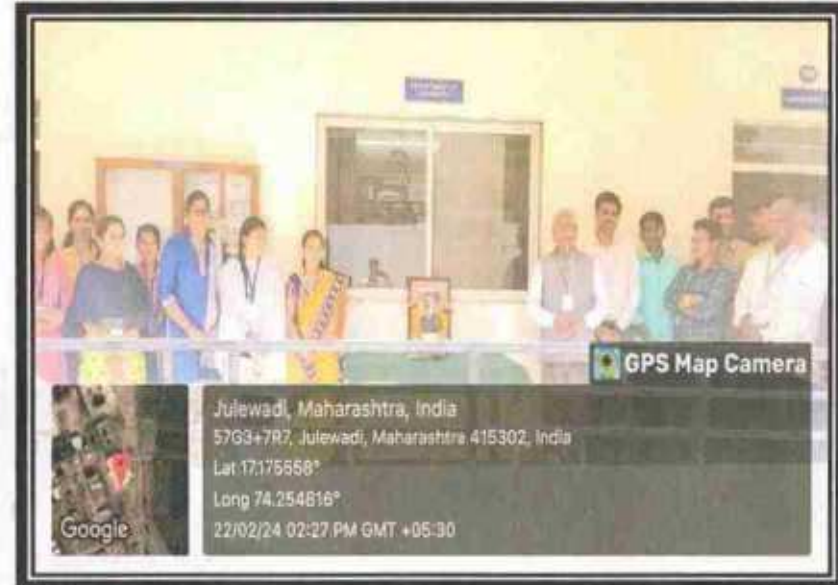 GPS Map Camera
Julewadi, Maharashtra, India
57G3+7R7, Julewadi, Maharashtra 415302, India
Lat 17.175558°
Long 74.254816°
22/02/24 02:27 PM GMT +05:30
Google